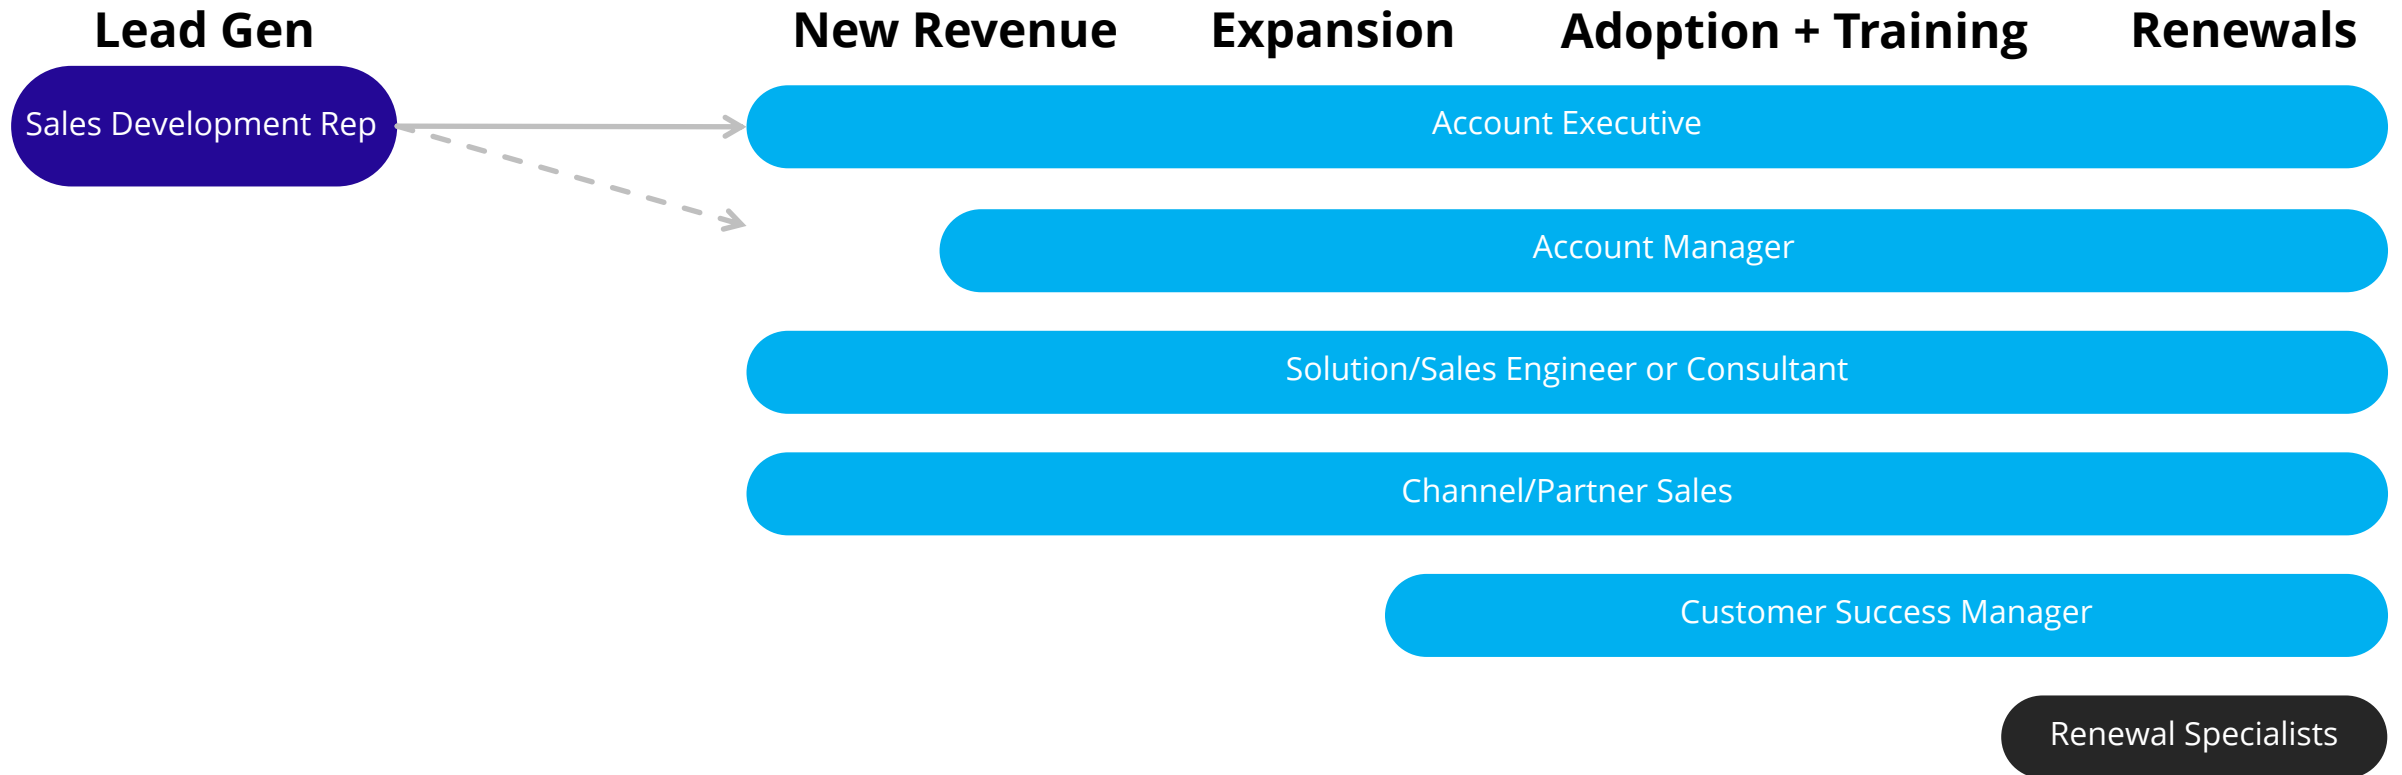 Lead Gen
New Revenue
Expansion
Adoption + Training
Renewals
Sales Development Rep
Account Executive
Account Manager
Solution/Sales Engineer or Consultant
Channel/Partner Sales
Customer Success Manager
Renewal Specialists